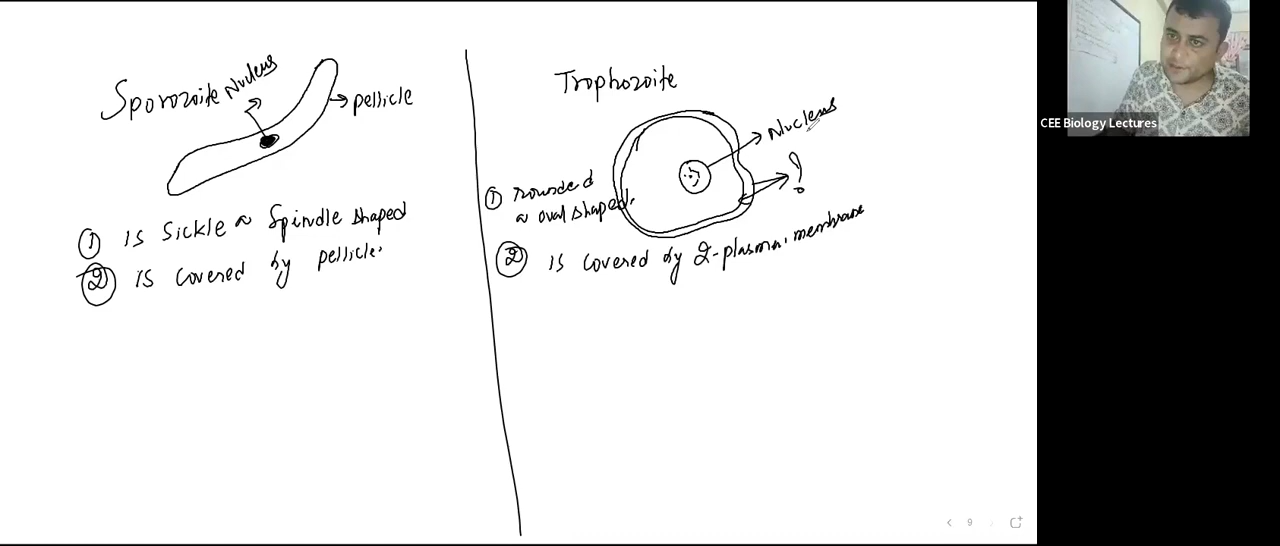 Sporozoite
Nucleus
pellicle
① is Sickle or Spindle shaped
② is covered by pellicle.
Trophozoite
Nucleus
?
① rounded
or oval shaped.
② is covered by 2-plasma membrane
CEE Biology Lectures
9